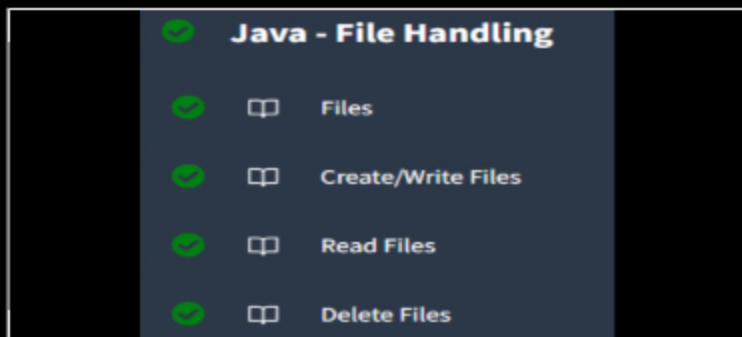 Java - File Handling
Files
Create/Write Files
Read Files
Delete Files